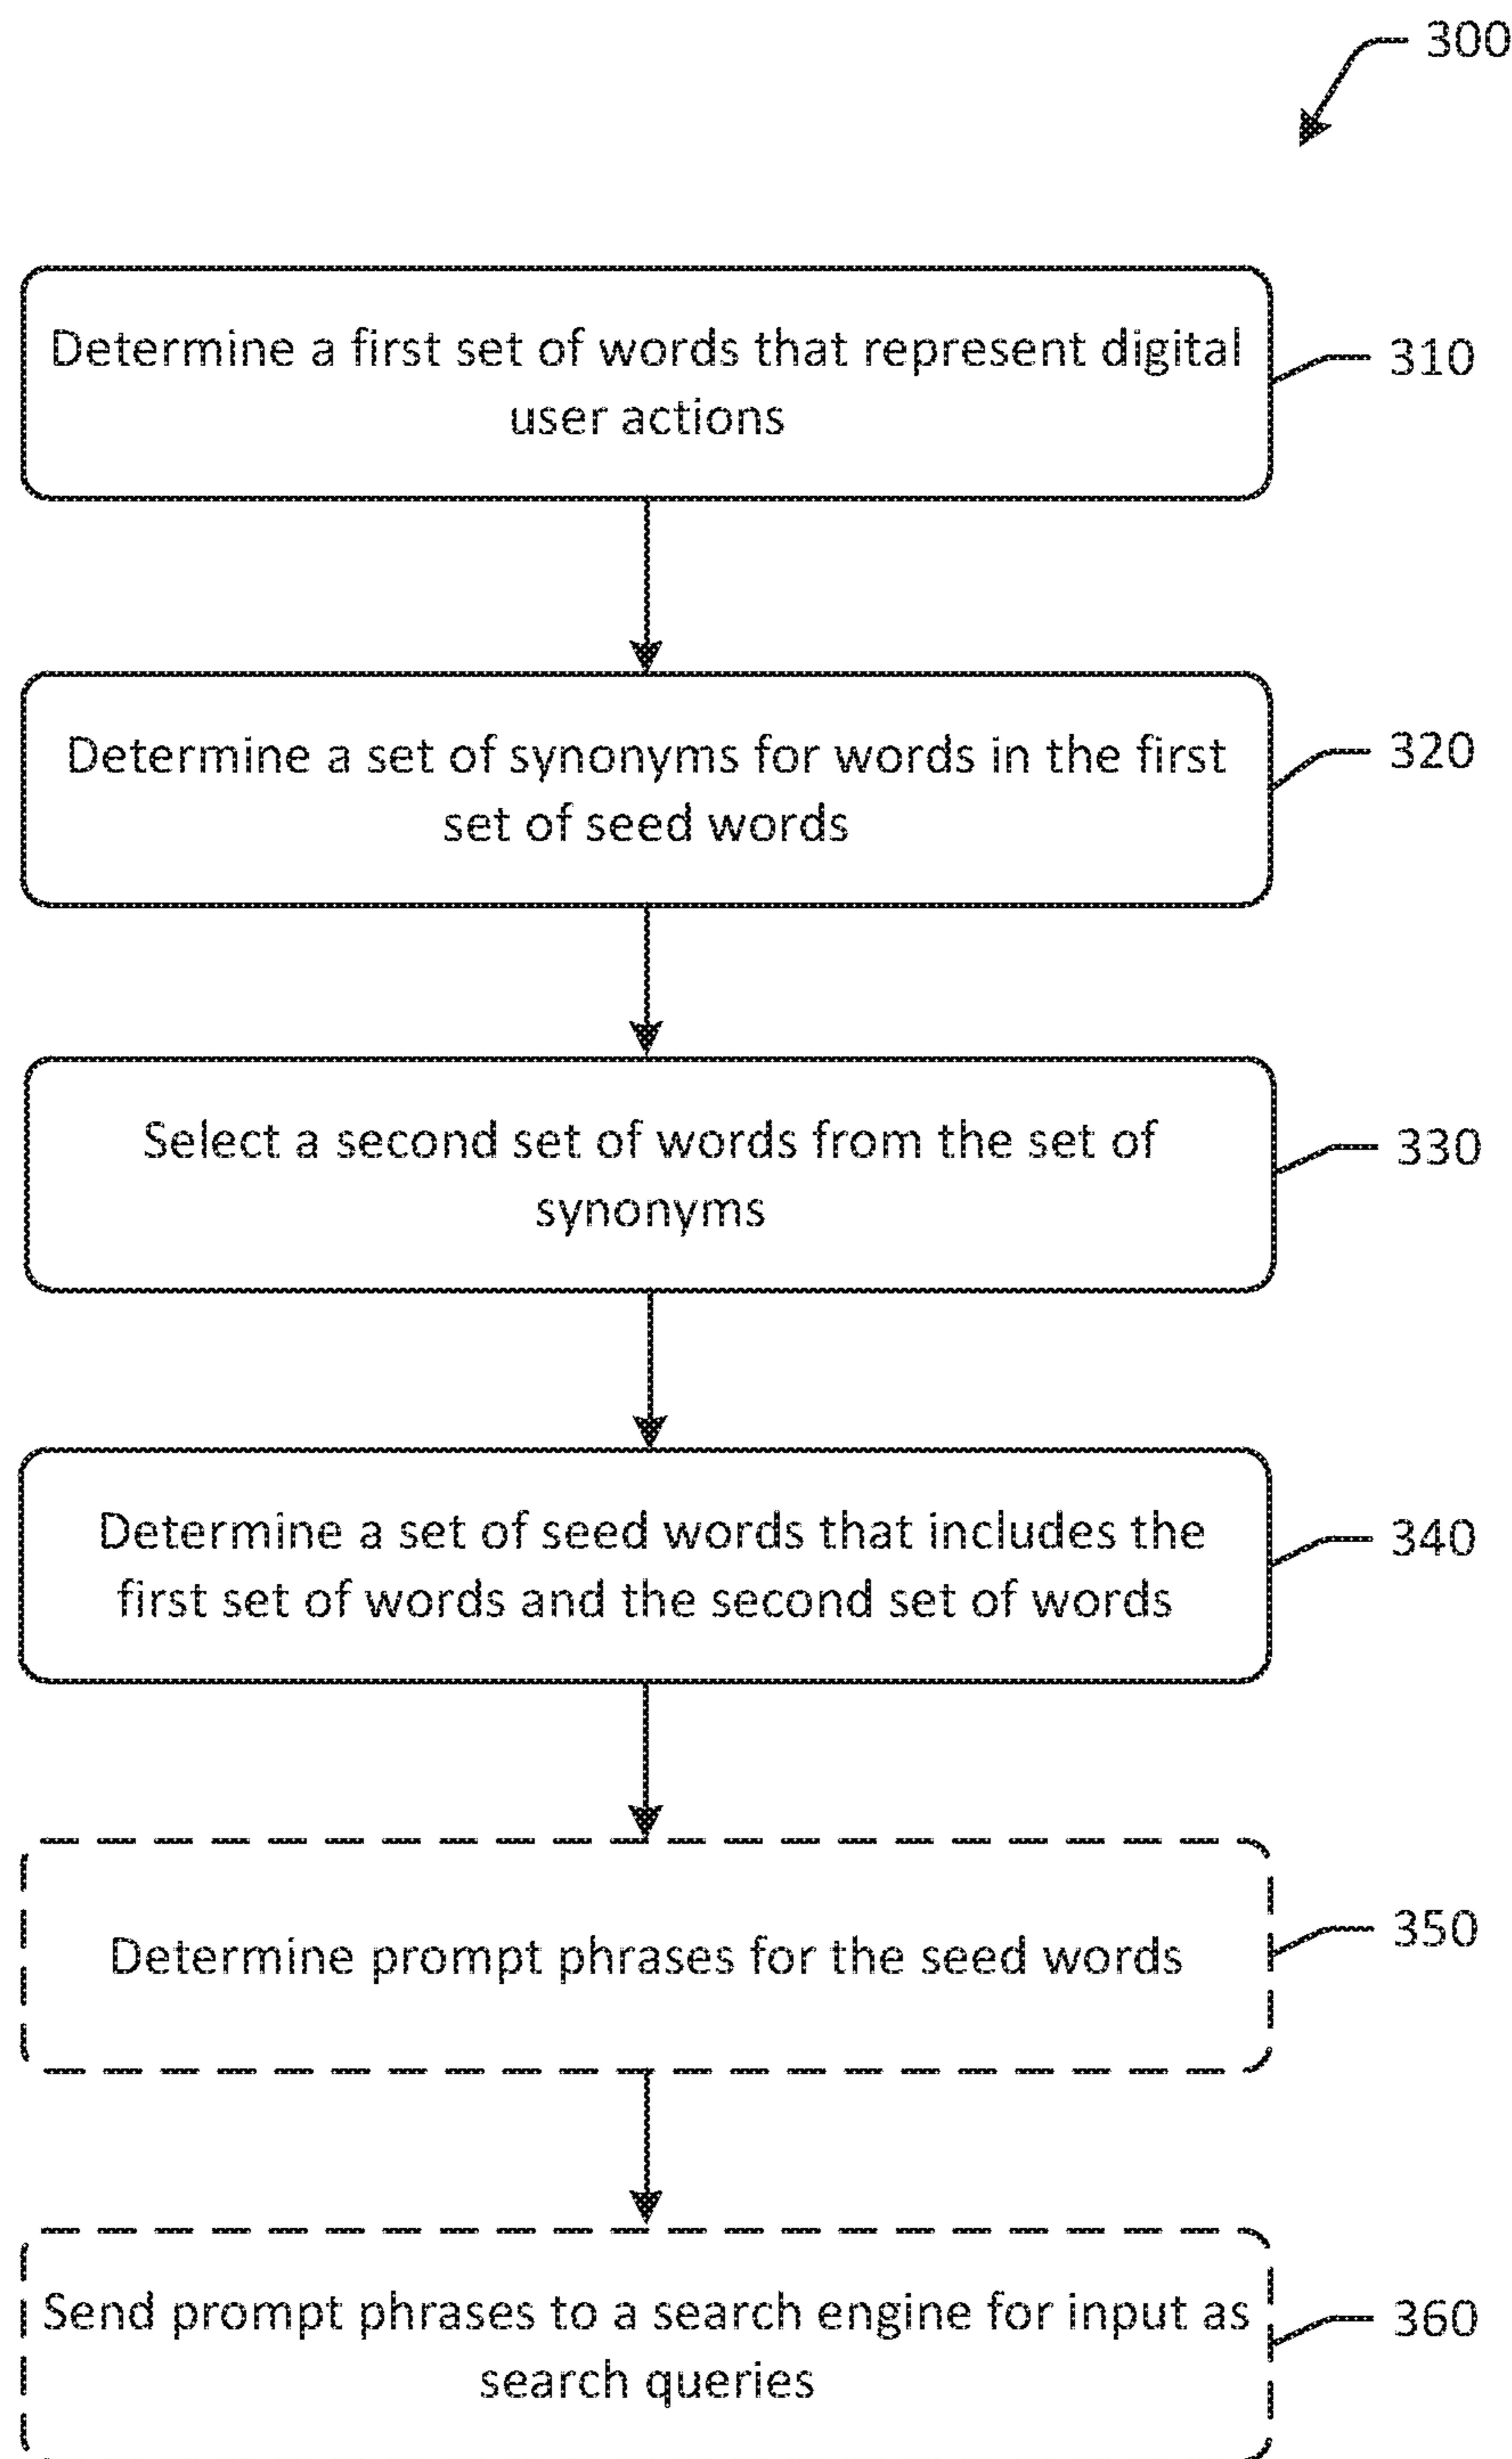 300
Determine a first set of words that represent digital
user actions
310
Determine a set of synonyms for words in the first
set of seed words
320
Select a second set of words from the set of
synonyms
330
Determine a set of seed words that includes the
first set of words and the second set of words
340
Determine prompt phrases for the seed words
350
Send prompt phrases to a search engine for input as
search queries
360